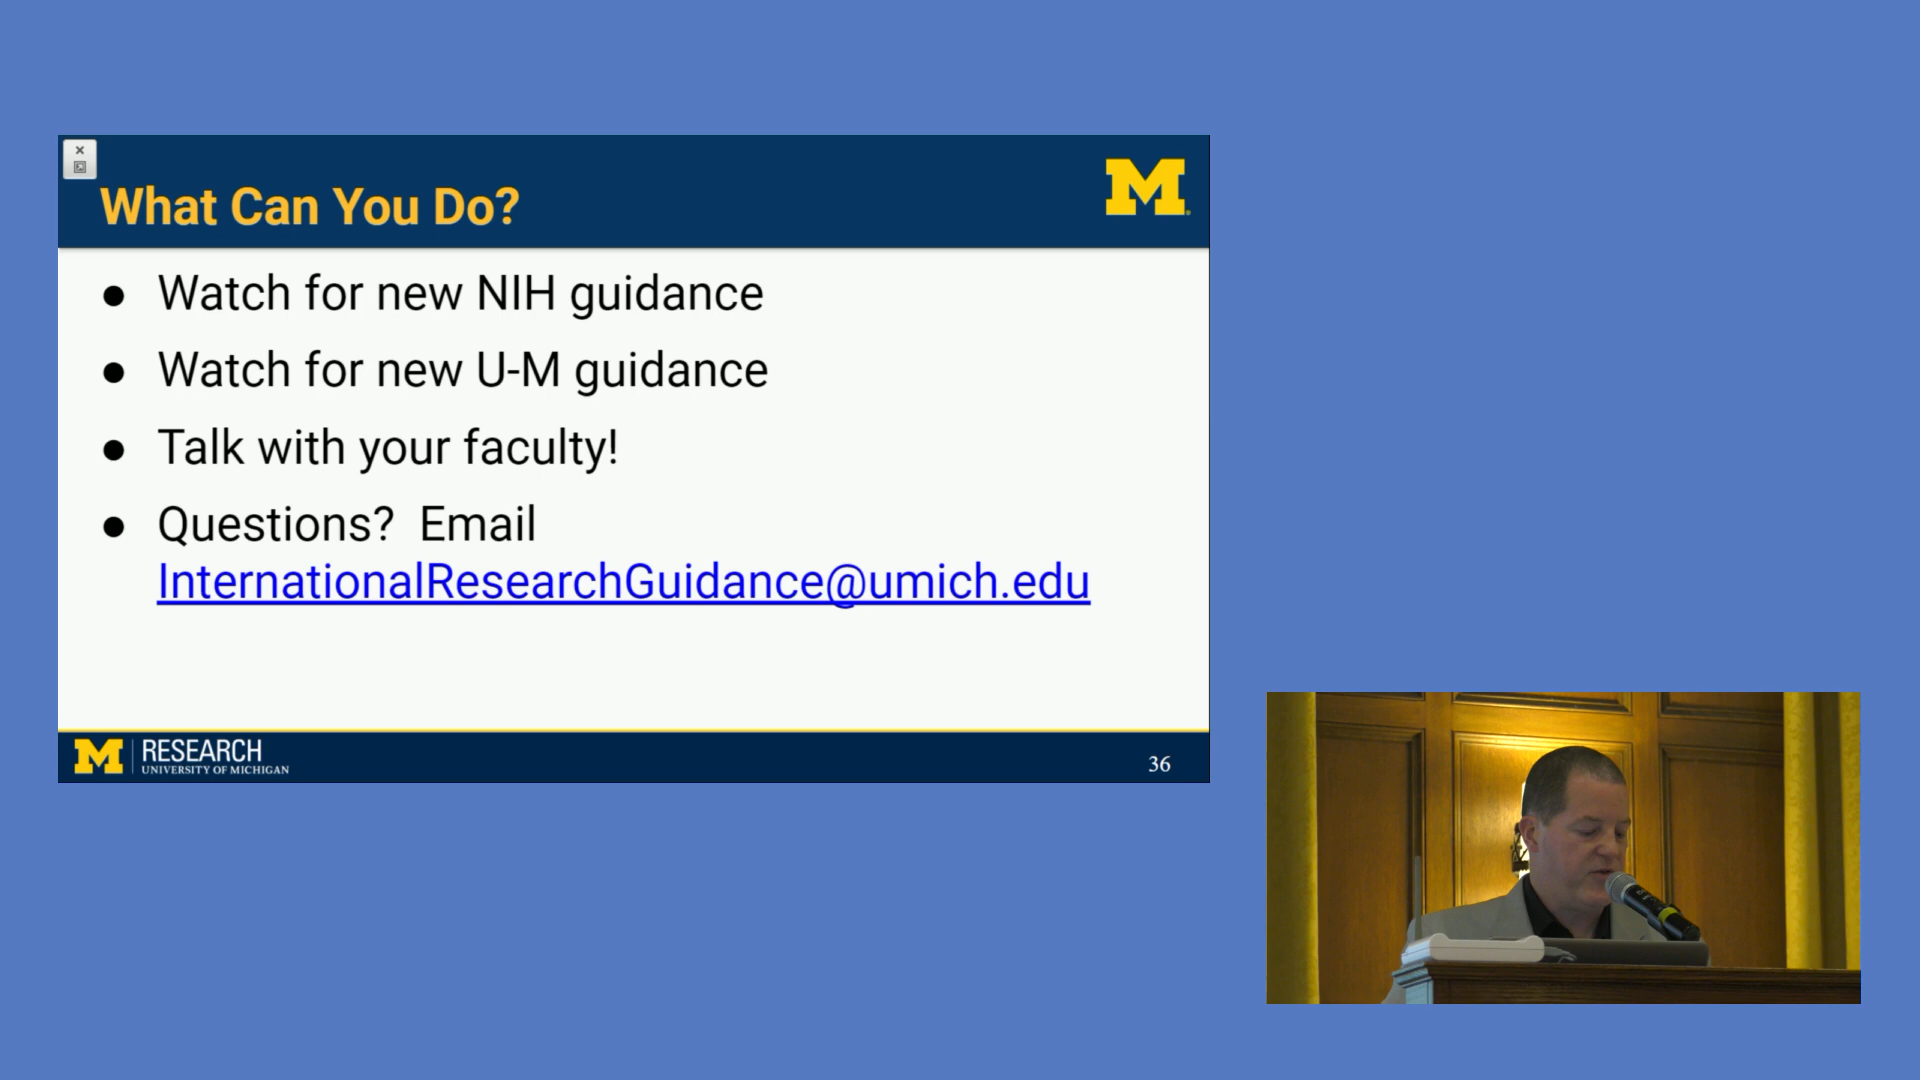 What Can You Do?
M
● Watch for new NIH guidance
● Watch for new U-M guidance
● Talk with your faculty!
● Questions?  Email
InternationalResearchGuidance@umich.edu
M RESEARCH
UNIVERSITY OF MICHIGAN
36